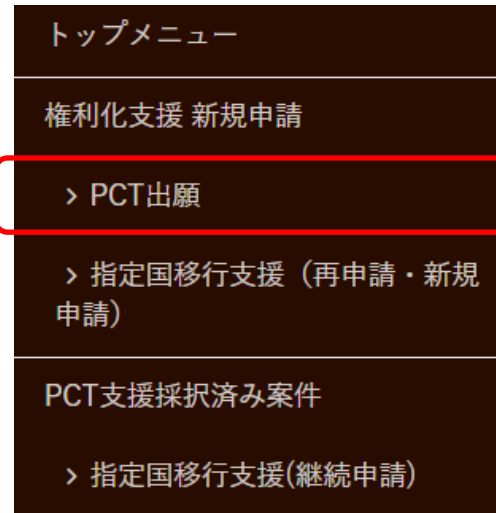 トップメニュー
権利化支援 新規申請
> PCT出願
> 指定国移行支援（再申請・新規
申請）
PCT支援採択済み案件
> 指定国移行支援(継続申請)